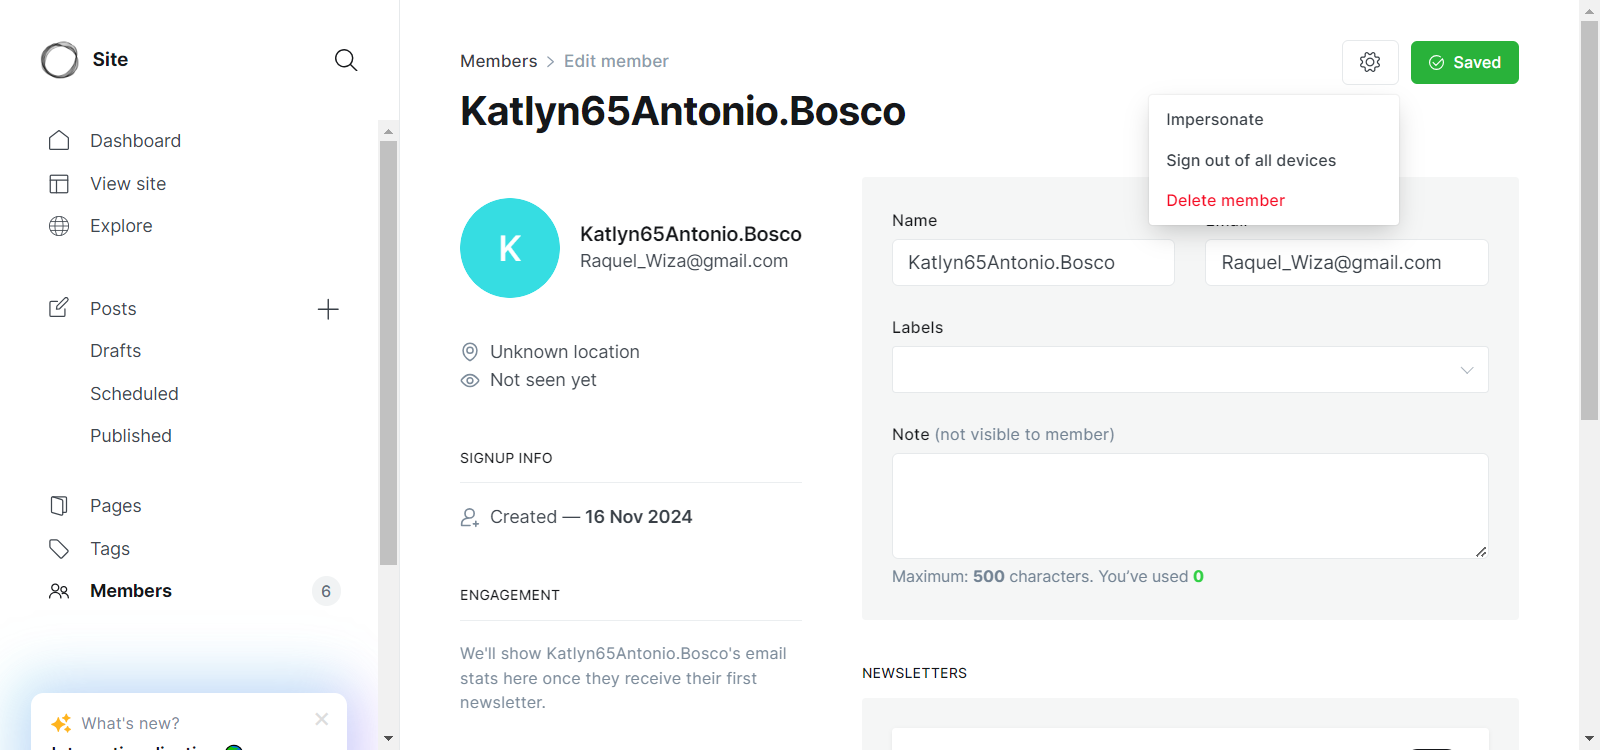 Site
Dashboard
View site
Explore
Posts
Drafts
Scheduled
Published
Pages
Tags
Members
6
What's new?
Members > Edit member
Saved
Katlyn65Antonio.Bosco
Impersonate
Sign out of all devices
Delete member
K
Katlyn65Antonio.Bosco
Raquel_Wiza@gmail.com
Unknown location
Not seen yet
SIGNUP INFO
Created — 16 Nov 2024
ENGAGEMENT
We'll show Katlyn65Antonio.Bosco's email
stats here once they receive their first
newsletter.
Name
Katlyn65Antonio.Bosco
Raquel_Wiza@gmail.com
Labels
Note (not visible to member)
Maximum: 500 characters. You've used 0
NEWSLETTERS